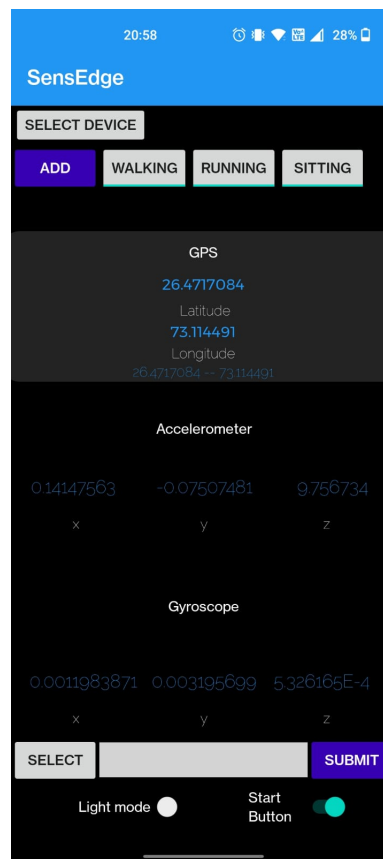 20:58 VoI LTE 28%
SensEdge
SELECT DEVICE
ADD WALKING RUNNING SITTING
GPS
26.4717084
Latitude
73.114491
Longitude
26.4717084 -- 73.114491
Accelerometer
0.14147563 -0.07507481 9.756734
x y z
Gyroscope
0.0011983871 0.003195699 5.326165E-4
x y z
SELECT SUBMIT
Light mode Start
Button